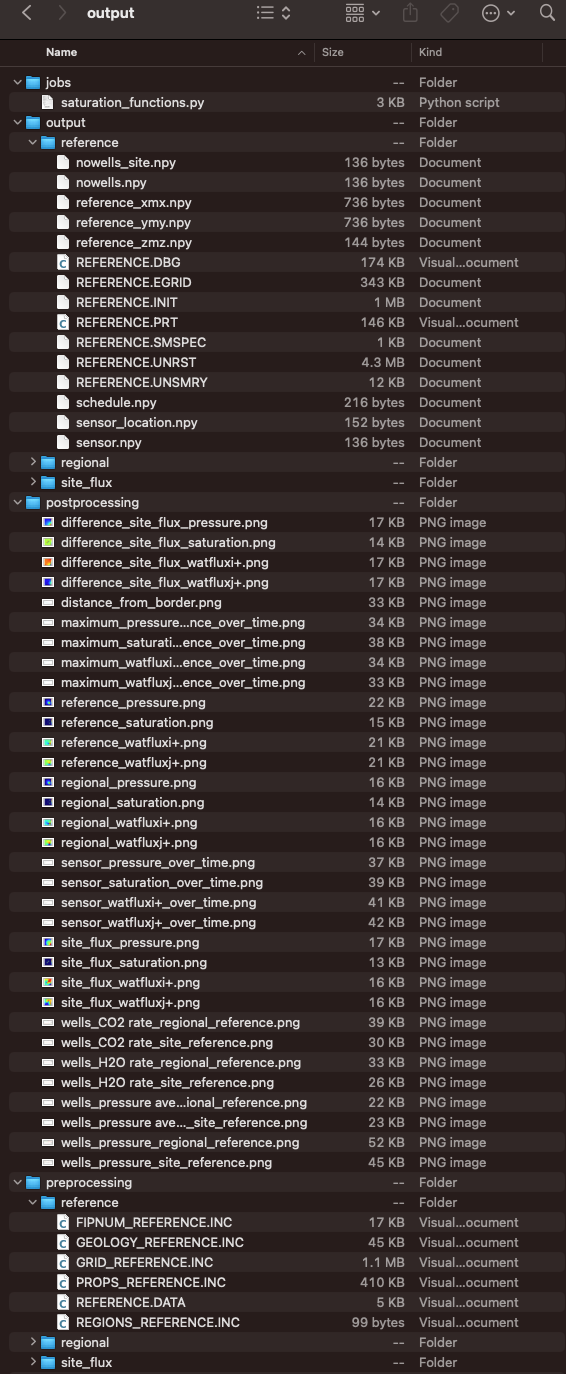 output
Name Size Kind
jobs -- Folder
saturation_functions.py 3 KB Python script
output -- Folder
reference -- Folder
nowells_site.npy 136 bytes Document
nowells.npy 136 bytes Document
reference_xmx.npy 736 bytes Document
reference_ymy.npy 736 bytes Document
reference_zmz.npy 144 bytes Document
REFERENCE.DBG 174 KB Visual...ocument
REFERENCE.EGRID 343 KB Document
REFERENCE.INIT 1 MB Document
REFERENCE.PRT 146 KB Visual...ocument
REFERENCE.SMSPEC 1 KB Document
REFERENCE.UNRST 4.3 MB Document
REFERENCE.UNSMRY 12 KB Document
schedule.npy 216 bytes Document
sensor_location.npy 152 bytes Document
sensor.npy 136 bytes Document
regional -- Folder
site_flux -- Folder
postprocessing -- Folder
difference_site_flux_pressure.png 17 KB PNG image
difference_site_flux_saturation.png 14 KB PNG image
difference_site_flux_watfluxi+.png 17 KB PNG image
difference_site_flux_watfluxj+.png 17 KB PNG image
distance_from_border.png 33 KB PNG image
maximum_pressure...nce_over_time.png 34 KB PNG image
maximum_saturati...ence_over_time.png 38 KB PNG image
maximum_watfluxi...ence_over_time.png 34 KB PNG image
maximum_watfluxj...ence_over_time.png 33 KB PNG image
reference_pressure.png 22 KB PNG image
reference_saturation.png 15 KB PNG image
reference_watfluxi+.png 21 KB PNG image
reference_watfluxj+.png 21 KB PNG image
regional_pressure.png 16 KB PNG image
regional_saturation.png 14 KB PNG image
regional_watfluxi+.png 16 KB PNG image
regional_watfluxj+.png 16 KB PNG image
sensor_pressure_over_time.png 37 KB PNG image
sensor_saturation_over_time.png 39 KB PNG image
sensor_watfluxi+_over_time.png 41 KB PNG image
sensor_watfluxj+_over_time.png 42 KB PNG image
site_flux_pressure.png 17 KB PNG image
site_flux_saturation.png 13 KB PNG image
site_flux_watfluxi+.png 16 KB PNG image
site_flux_watfluxj+.png 16 KB PNG image
wells_CO2 rate_regional_reference.png 39 KB PNG image
wells_CO2 rate_site_reference.png 30 KB PNG image
wells_H2O rate_regional_reference.png 33 KB PNG image
wells_H2O rate_site_reference.png 26 KB PNG image
wells_pressure ave...ional_reference.png 22 KB PNG image
wells_pressure ave..._site_reference.png 23 KB PNG image
wells_pressure_regional_reference.png 52 KB PNG image
wells_pressure_site_reference.png 45 KB PNG image
preprocessing -- Folder
reference -- Folder
FIPNUM_REFERENCE.INC 17 KB Visual...ocument
GEOLOGY_REFERENCE.INC 45 KB Visual...ocument
GRID_REFERENCE.INC 1.1 MB Visual...ocument
PROPS_REFERENCE.INC 410 KB Visual...ocument
REFERENCE.DATA 5 KB Visual...ocument
REGIONS_REFERENCE.INC 99 bytes Visual...ocument
regional -- Folder
site_flux -- Folder